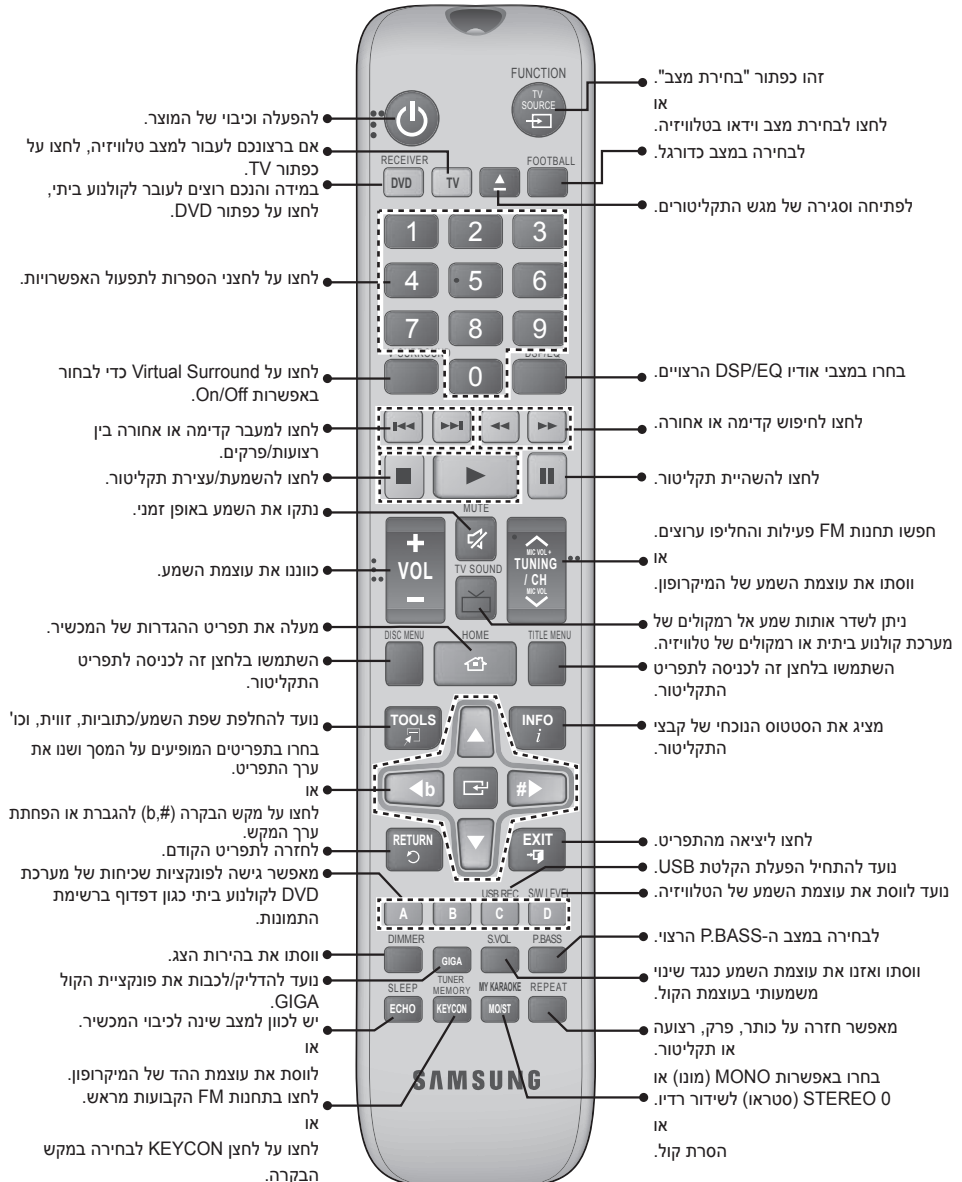 FUNCTION
TV
SOURCE
RECEIVER
DVD
TV
FOOTBALL
1 2 3
4 5 6
7 8 9
0
DSP/EQ
MUTE
+
VOL
−
TV SOUND
MIC VOL +
TUNING
/ CH
MIC VOL
DISC MENU
HOME
TITLE MENU
TOOLS
INFO
i
b
#
RETURN
EXIT
USB REC
S/W LEVEL
A B C D
DIMMER
S.VOL
P.BASS
GIGA
SLEEP
TUNER
MEMORY
MY KARAOKE
REPEAT
ECHO
KEYCON
MO/ST
SAMSUNG
זהו כפתור "בחירת מצב".
או
לחצו לבחירת מצב וידאו בטלוויזיה.
לבחירה במצב כדורגל.
לפתיחה וסגירה של מגש התקליטורים.
בחרו במצבי אודיו DSP/EQ הרצויים.
לחצו לחיפוש קדימה או אחורה.
לחצו להשהיית תקליטור.
חפשו תחנות FM פעילות והחליפו ערוצים.
או
ווסתו את עוצמת השמע של המיקרופון.
ניתן לשדר אותות שמע אל רמקולים של
מערכת קולנוע ביתית או רמקולים של טלוויזיה.
השתמשו בלחצן זה לכניסה לתפריט
התקליטור.
מציג את הסטטוס הנוכחי של קבצי
התקליטור.
לחצו ליציאה מהתפריט.
נועד להתחיל הפעלת הקלטת USB.
נועד לווסת את עוצמת השמע של הטלוויזיה.
לבחירה במצב ה-P.BASS הרצוי.
ווסתו ואזנו את עוצמת השמע כנגד שינוי
משמעותי בעוצמת הקול.
מאפשר חזרה על כותר, פרק, רצועה
או תקליטור.
בחרו באפשרות MONO (מונו) או
STEREO 0 (סטראו) לשידור רדיו.
או
הסרת קול.
להפעלה וכיבוי של המוצר.
אם ברצונכם לעבור למצב טלוויזיה, לחצו על
כפתור TV.
במידה והנכם רוצים לעובר לקולנוע ביתי,
לחצו על כפתור DVD.
לחצו על לחצני הספרות לתפעול האפשרויות.
לחצו על Virtual Surround כדי לבחור
באפשרות On/Off.
לחצו למעבר קדימה או אחורה בין
רצועות/פרקים.
לחצו להשמעת/עצירת תקליטור.
נתקו את השמע באופן זמני.
כווננו את עוצמת השמע.
מעלה את תפריט ההגדרות של המכשיר.
השתמשו בלחצן זה לכניסה לתפריט
התקליטור.
נועד להחלפת שפת השמע/כתוביות, זווית, וכו'
בחרו בתפריטים המופיעים על המסך ושנו את
ערך התפריט.
או
לחצו על מקש הבקרה (b,#) להגברת או הפחתת
ערך המקש.
לחזרה לתפריט הקודם.
מאפשר גישה לפונקציות שכיחות של מערכת
DVD לקולנוע ביתי כגון דפדוף ברשימת
התמונות.
ווסתו את בהירות הצג.
נועד להדליק/לכבות את פונקציית הקול
GIGA.
יש לכוון למצב שינה לכיבוי המכשיר.
או
לווסת את עוצמת ההד של המיקרופון.
לחצו בתחנות FM הקבועות מראש.
או
לחצו על לחצן KEYCON לבחירה במקש
הבקרה.